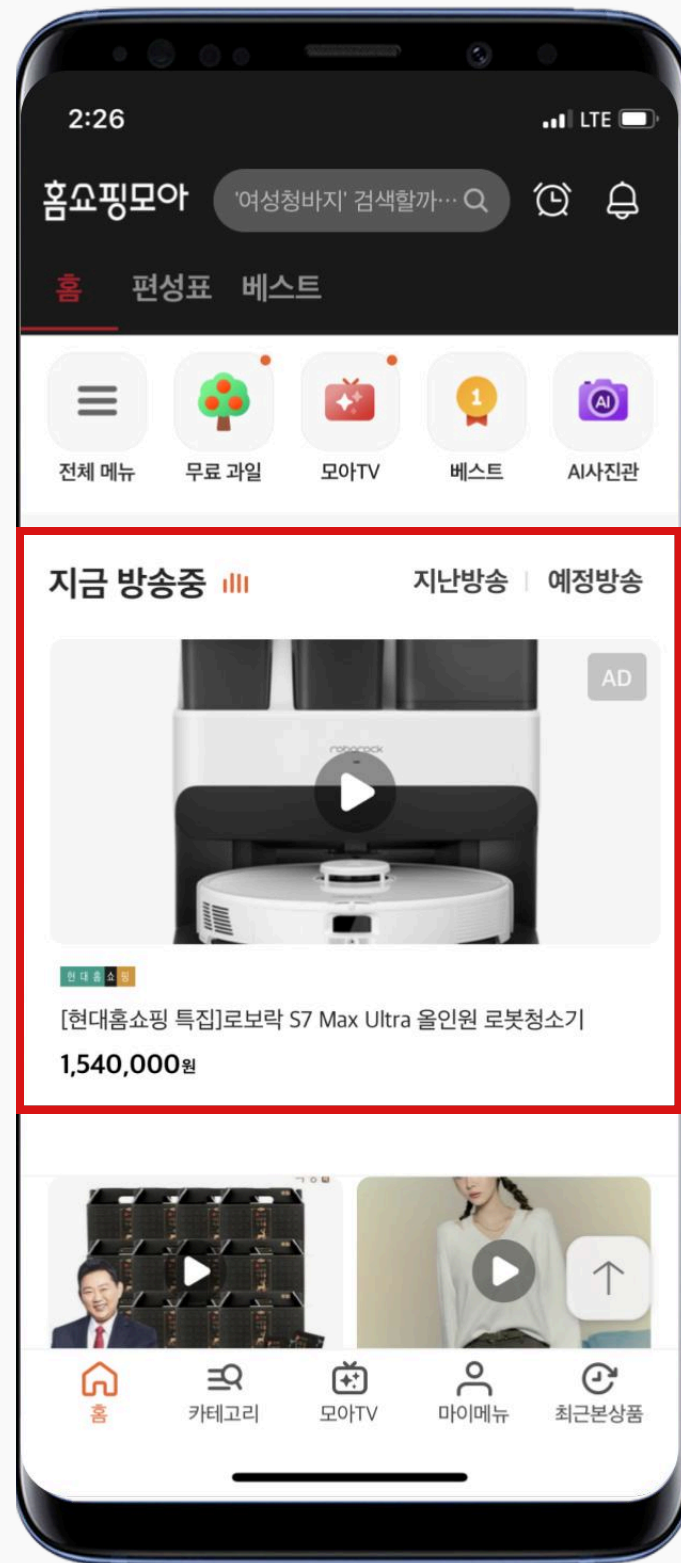 2:26
LTE
홈쇼핑모아
'여성청바지' 검색할까…
홈 편성표 베스트
전체 메뉴 무료 과일 모아TV 베스트 AI사진관
1
AI
지금 방송중 지난방송 예정방송
AD
roborock
현대홈쇼핑
[현대홈쇼핑 특집]로보락 S7 Max Ultra 올인원 로봇청소기
1,540,000원
홈 카테고리 모아TV 마이메뉴 최근본상품